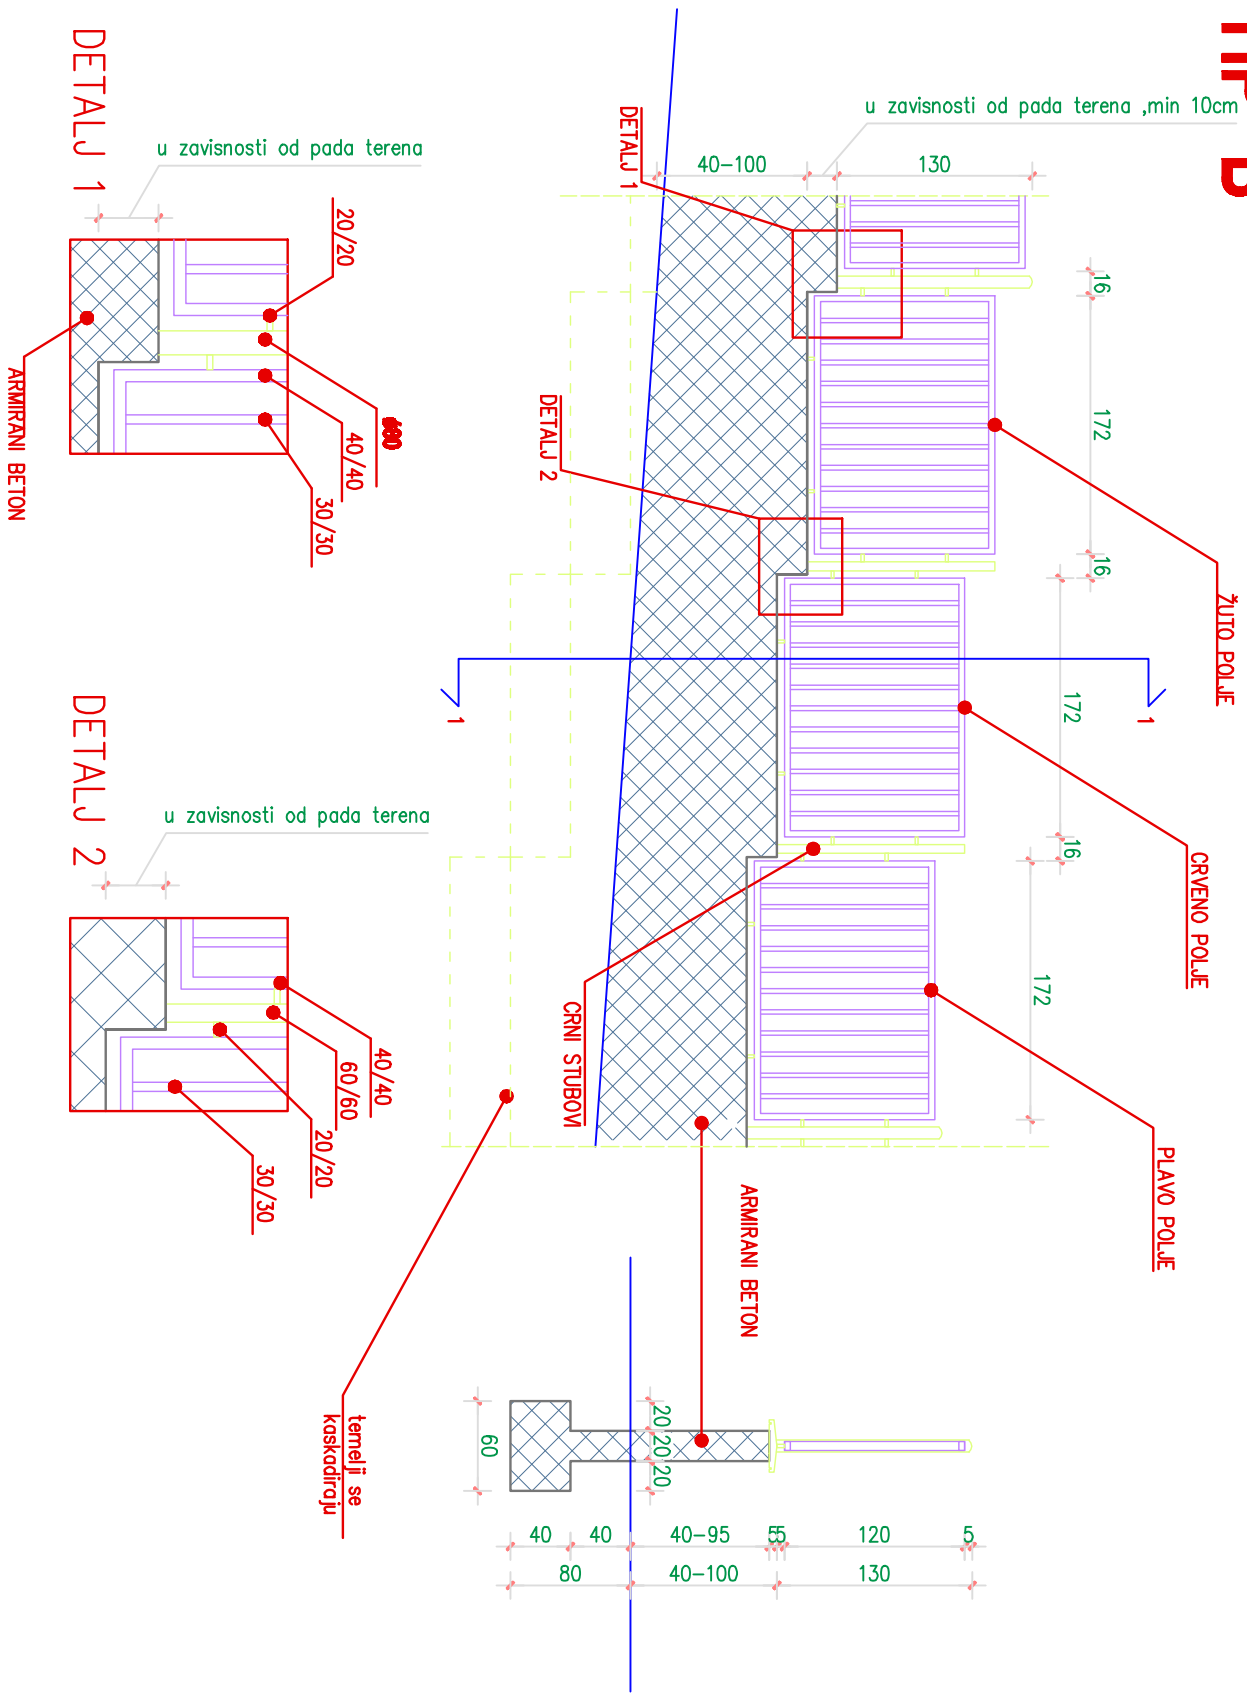 u zavisnosti od pada terena ,min 10cm
40-100
130
DETALJ 1
16
172
16
ŽUTO POLJE
DETALJ 2
1
1
172
16
CRVENO POLJE
172
CRNI STUBOVI
PLAVO POLJE
ARMIRANI BETON
temelji se
kaskadiraju
DETALJ 1
u zavisnosti od pada terena
20/20
40/40
30/30
ARMIRANI BETON
DETALJ 2
u zavisnosti od pada terena
40/40
60/60
20/20
30/30
60
20
20
20
40
40
40-95
5
5
120
5
80
40-100
130